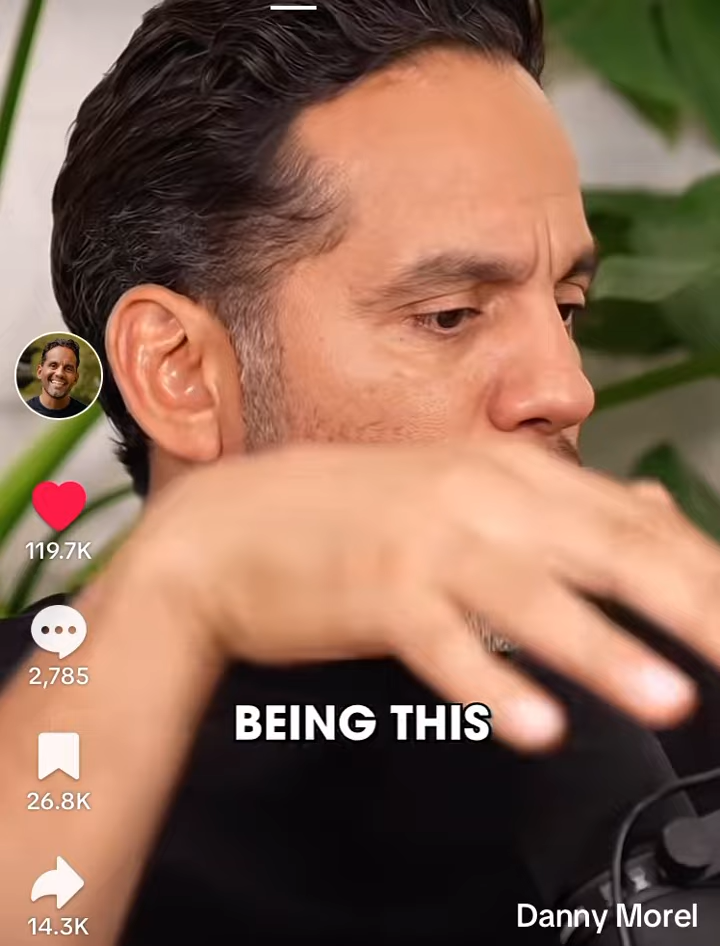 119.7K
2,785
BEING THIS
26.8K
14.3K
Danny Morel